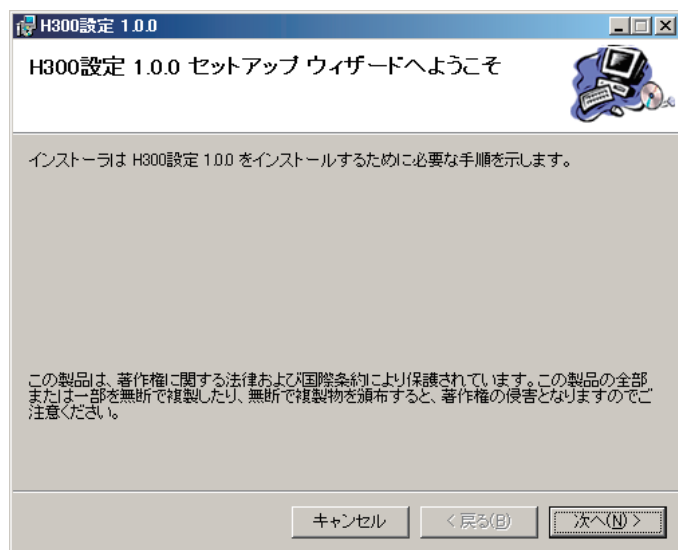 H300設定 1.0.0
H300設定 1.0.0 セットアップ ウィザードへようこそ
インストーラは H300設定 1.0.0 をインストールするために必要な手順を示します。
この製品は、著作権に関する法律および国際条約により保護されています。この製品の全部
または一部を無断で複製したり、無断で複製物を頒布すると、著作権の侵害となりますのでご
注意ください。
キャンセル
< 戻る(B)
次へ(N) >